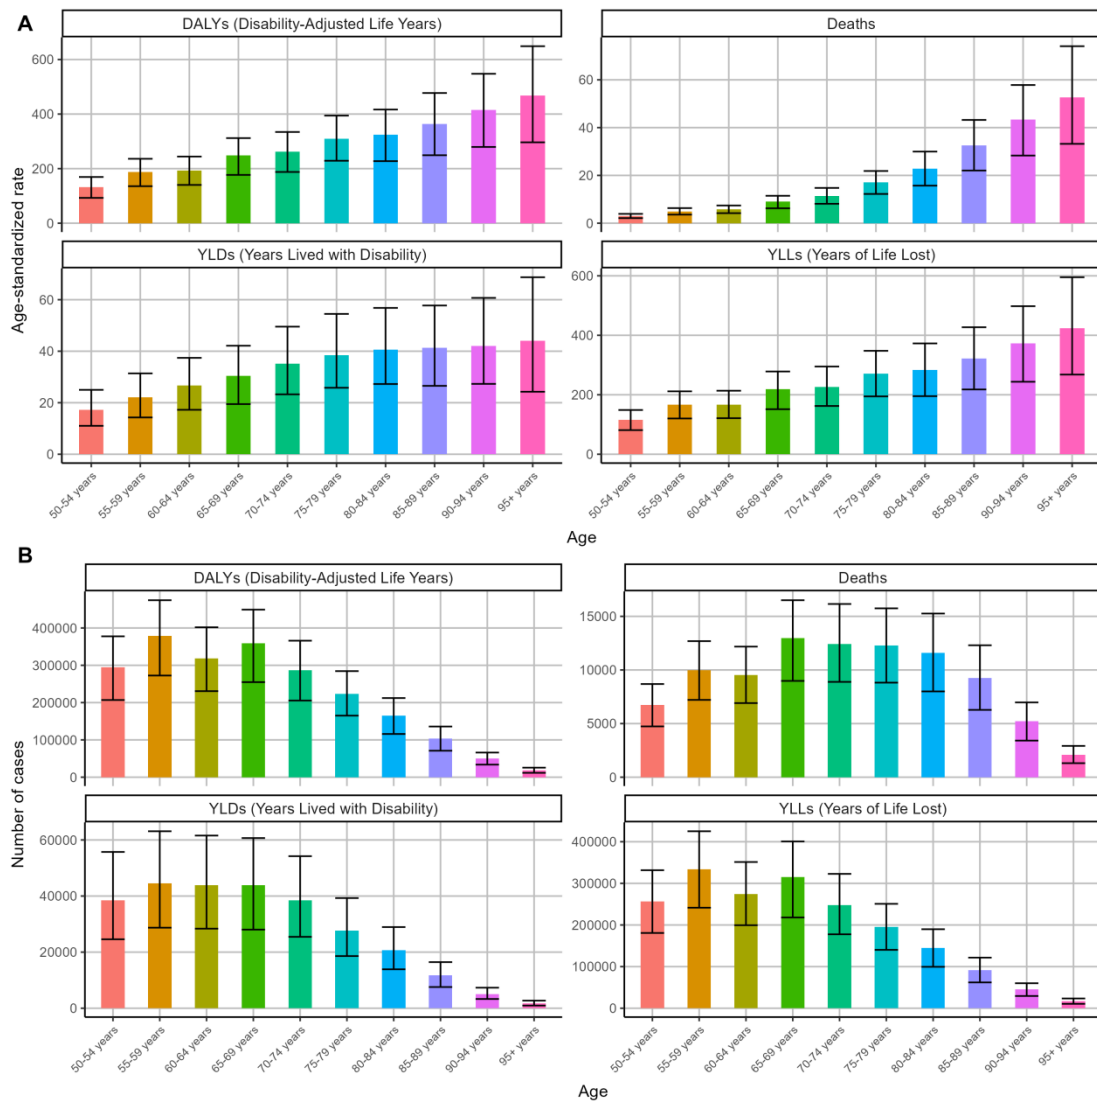 A
DALYs (Disability-Adjusted Life Years)
Deaths
600
400
200
0
60
40
20
0
YLDs (Years Lived with Disability)
YLLs (Years of Life Lost)
60
40
20
0
600
400
200
0
Age-standardized rate
50-54 years
55-59 years
60-64 years
65-69 years
70-74 years
75-79 years
80-84 years
85-89 years
90-94 years
95+ years
50-54 years
55-59 years
60-64 years
65-69 years
70-74 years
75-79 years
80-84 years
85-89 years
90-94 years
95+ years
Age
B
DALYs (Disability-Adjusted Life Years)
Deaths
400000
300000
200000
100000
0
15000
10000
5000
0
YLDs (Years Lived with Disability)
YLLs (Years of Life Lost)
60000
40000
20000
0
400000
300000
200000
100000
0
Number of cases
50-54 years
55-59 years
60-64 years
65-69 years
70-74 years
75-79 years
80-84 years
85-89 years
90-94 years
95+ years
50-54 years
55-59 years
60-64 years
65-69 years
70-74 years
75-79 years
80-84 years
85-89 years
90-94 years
95+ years
Age